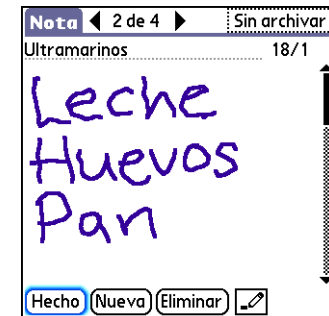 Nota 2 de 4 Sin archivar
Ultramarinos 18/1
Leche
Huevos
Pan
Hecho Nueva Eliminar